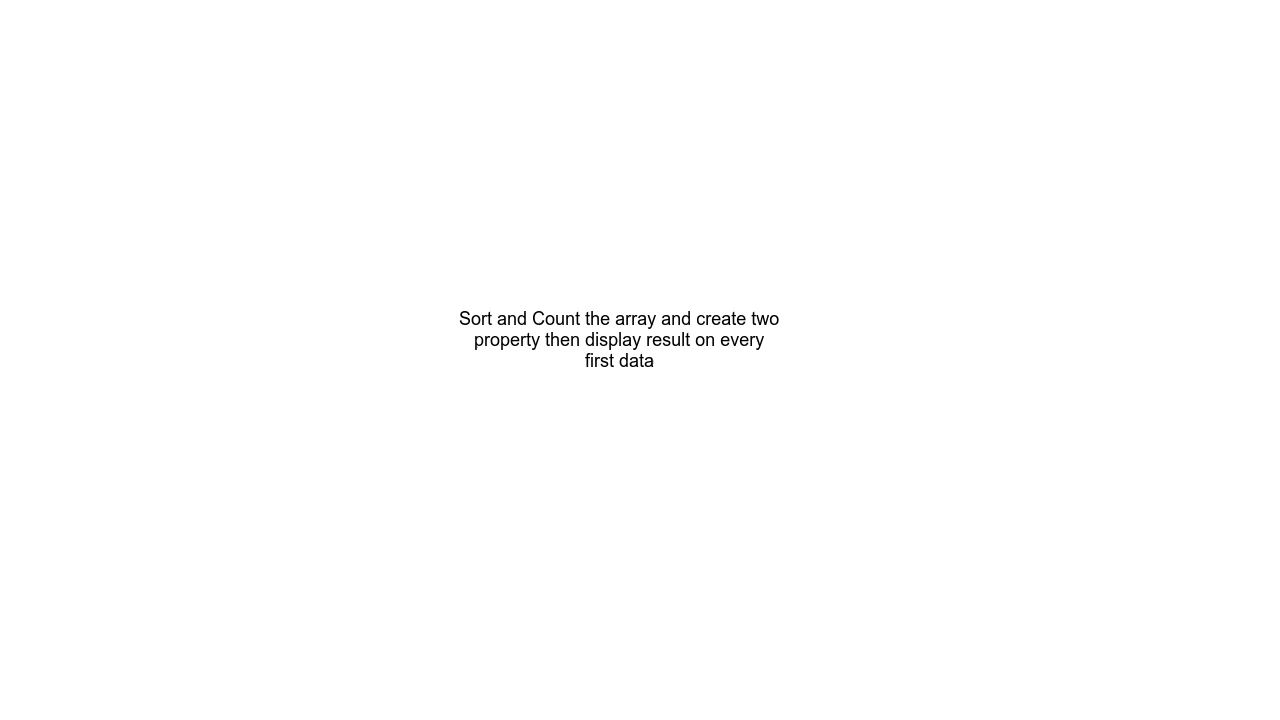 Sort and Count the array and create two
property then display result on every
first data